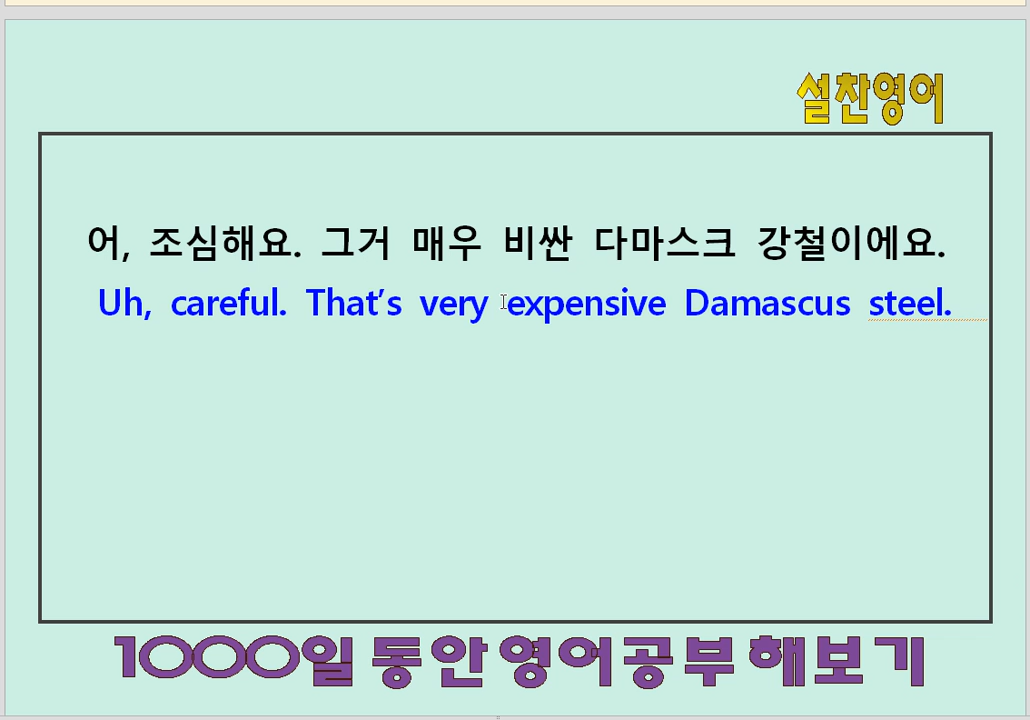 설찬영어
어, 조심해요. 그거 매우 비싼 다마스크 강철이에요.
Uh, careful. That's very expensive Damascus steel.
1000일 동안 영어공부 해보기